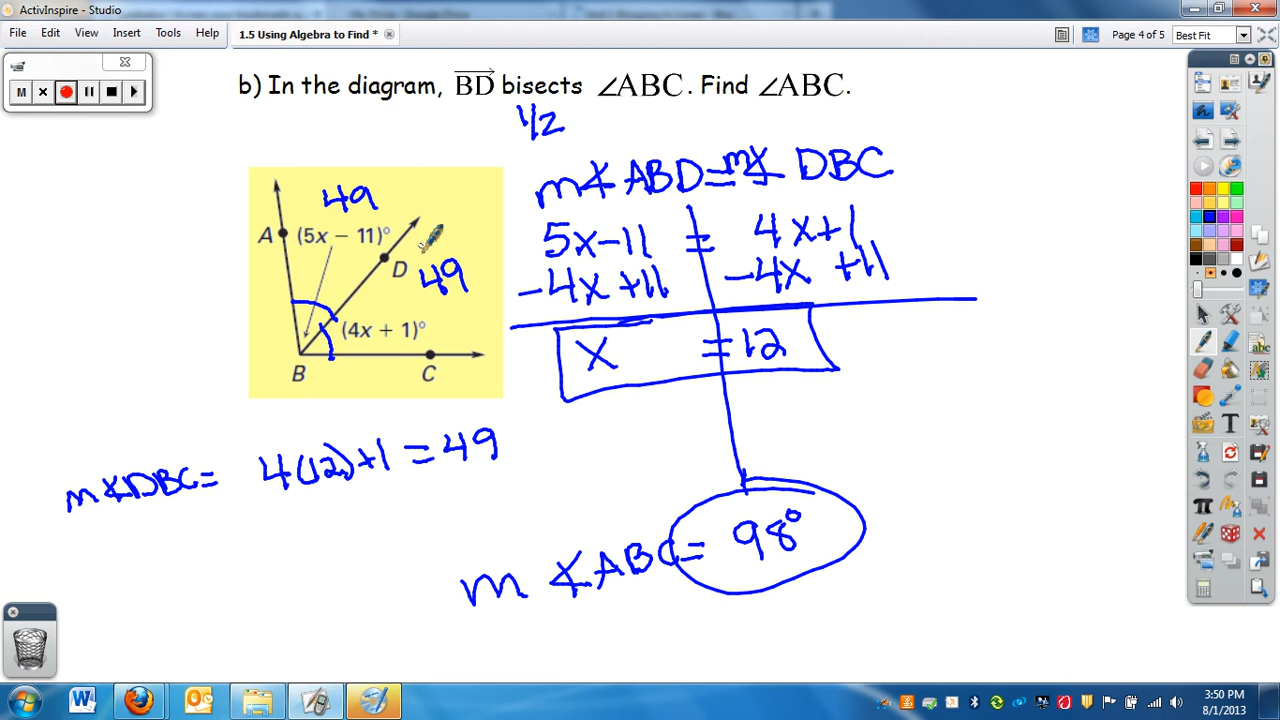 ActivInspire - Studio
File Edit View Insert Tools Help
1.5 Using Algebra to Find *
Page 4 of 5
Best Fit
M
b) In the diagram, BD bisects ∠ABC. Find ∠ABC.
1/2
m∡ABD = m∡DBC
49
A (5x − 11)°
D
49
(4x + 1)°
B C
5x-11 = 4x+1
-4x +11 -4x +11
x = 12
m∡DBC = 4(12)+1 = 49
m∡ABC = 98°
3:50 PM
8/1/2013